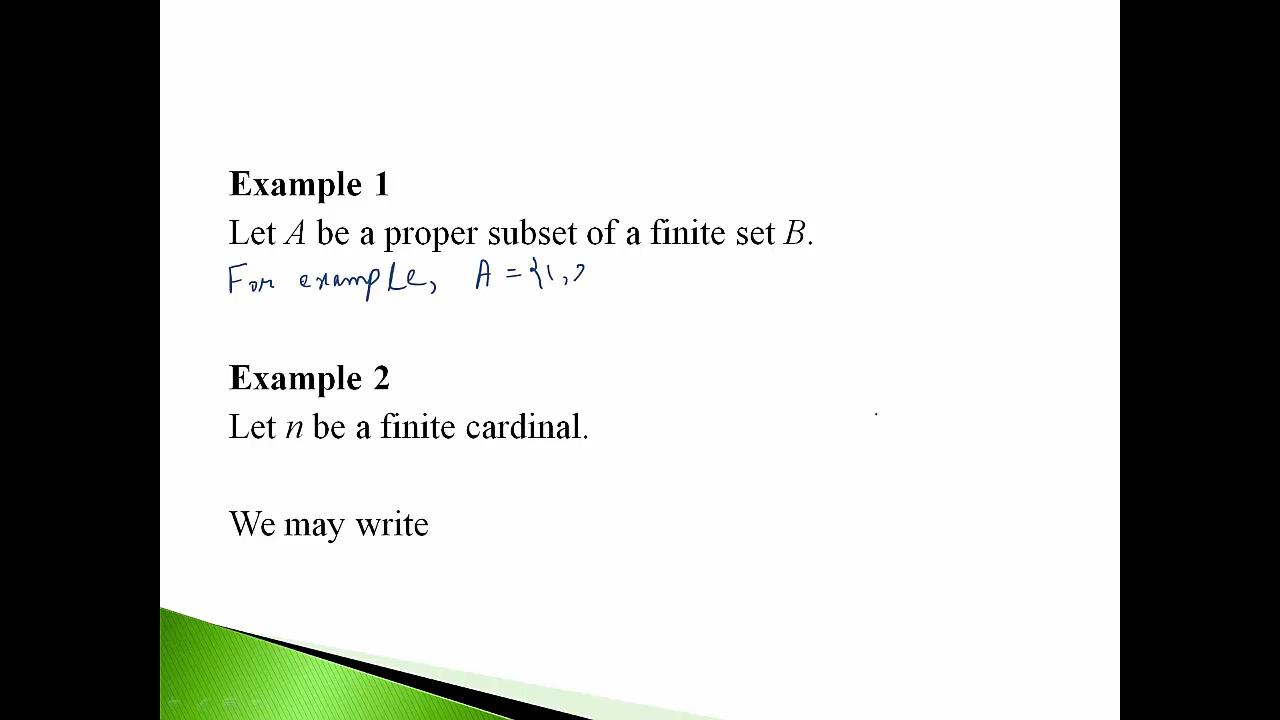 Example 1
Let A be a proper subset of a finite set B.
For example, A = {1,
Example 2
Let n be a finite cardinal.
We may write